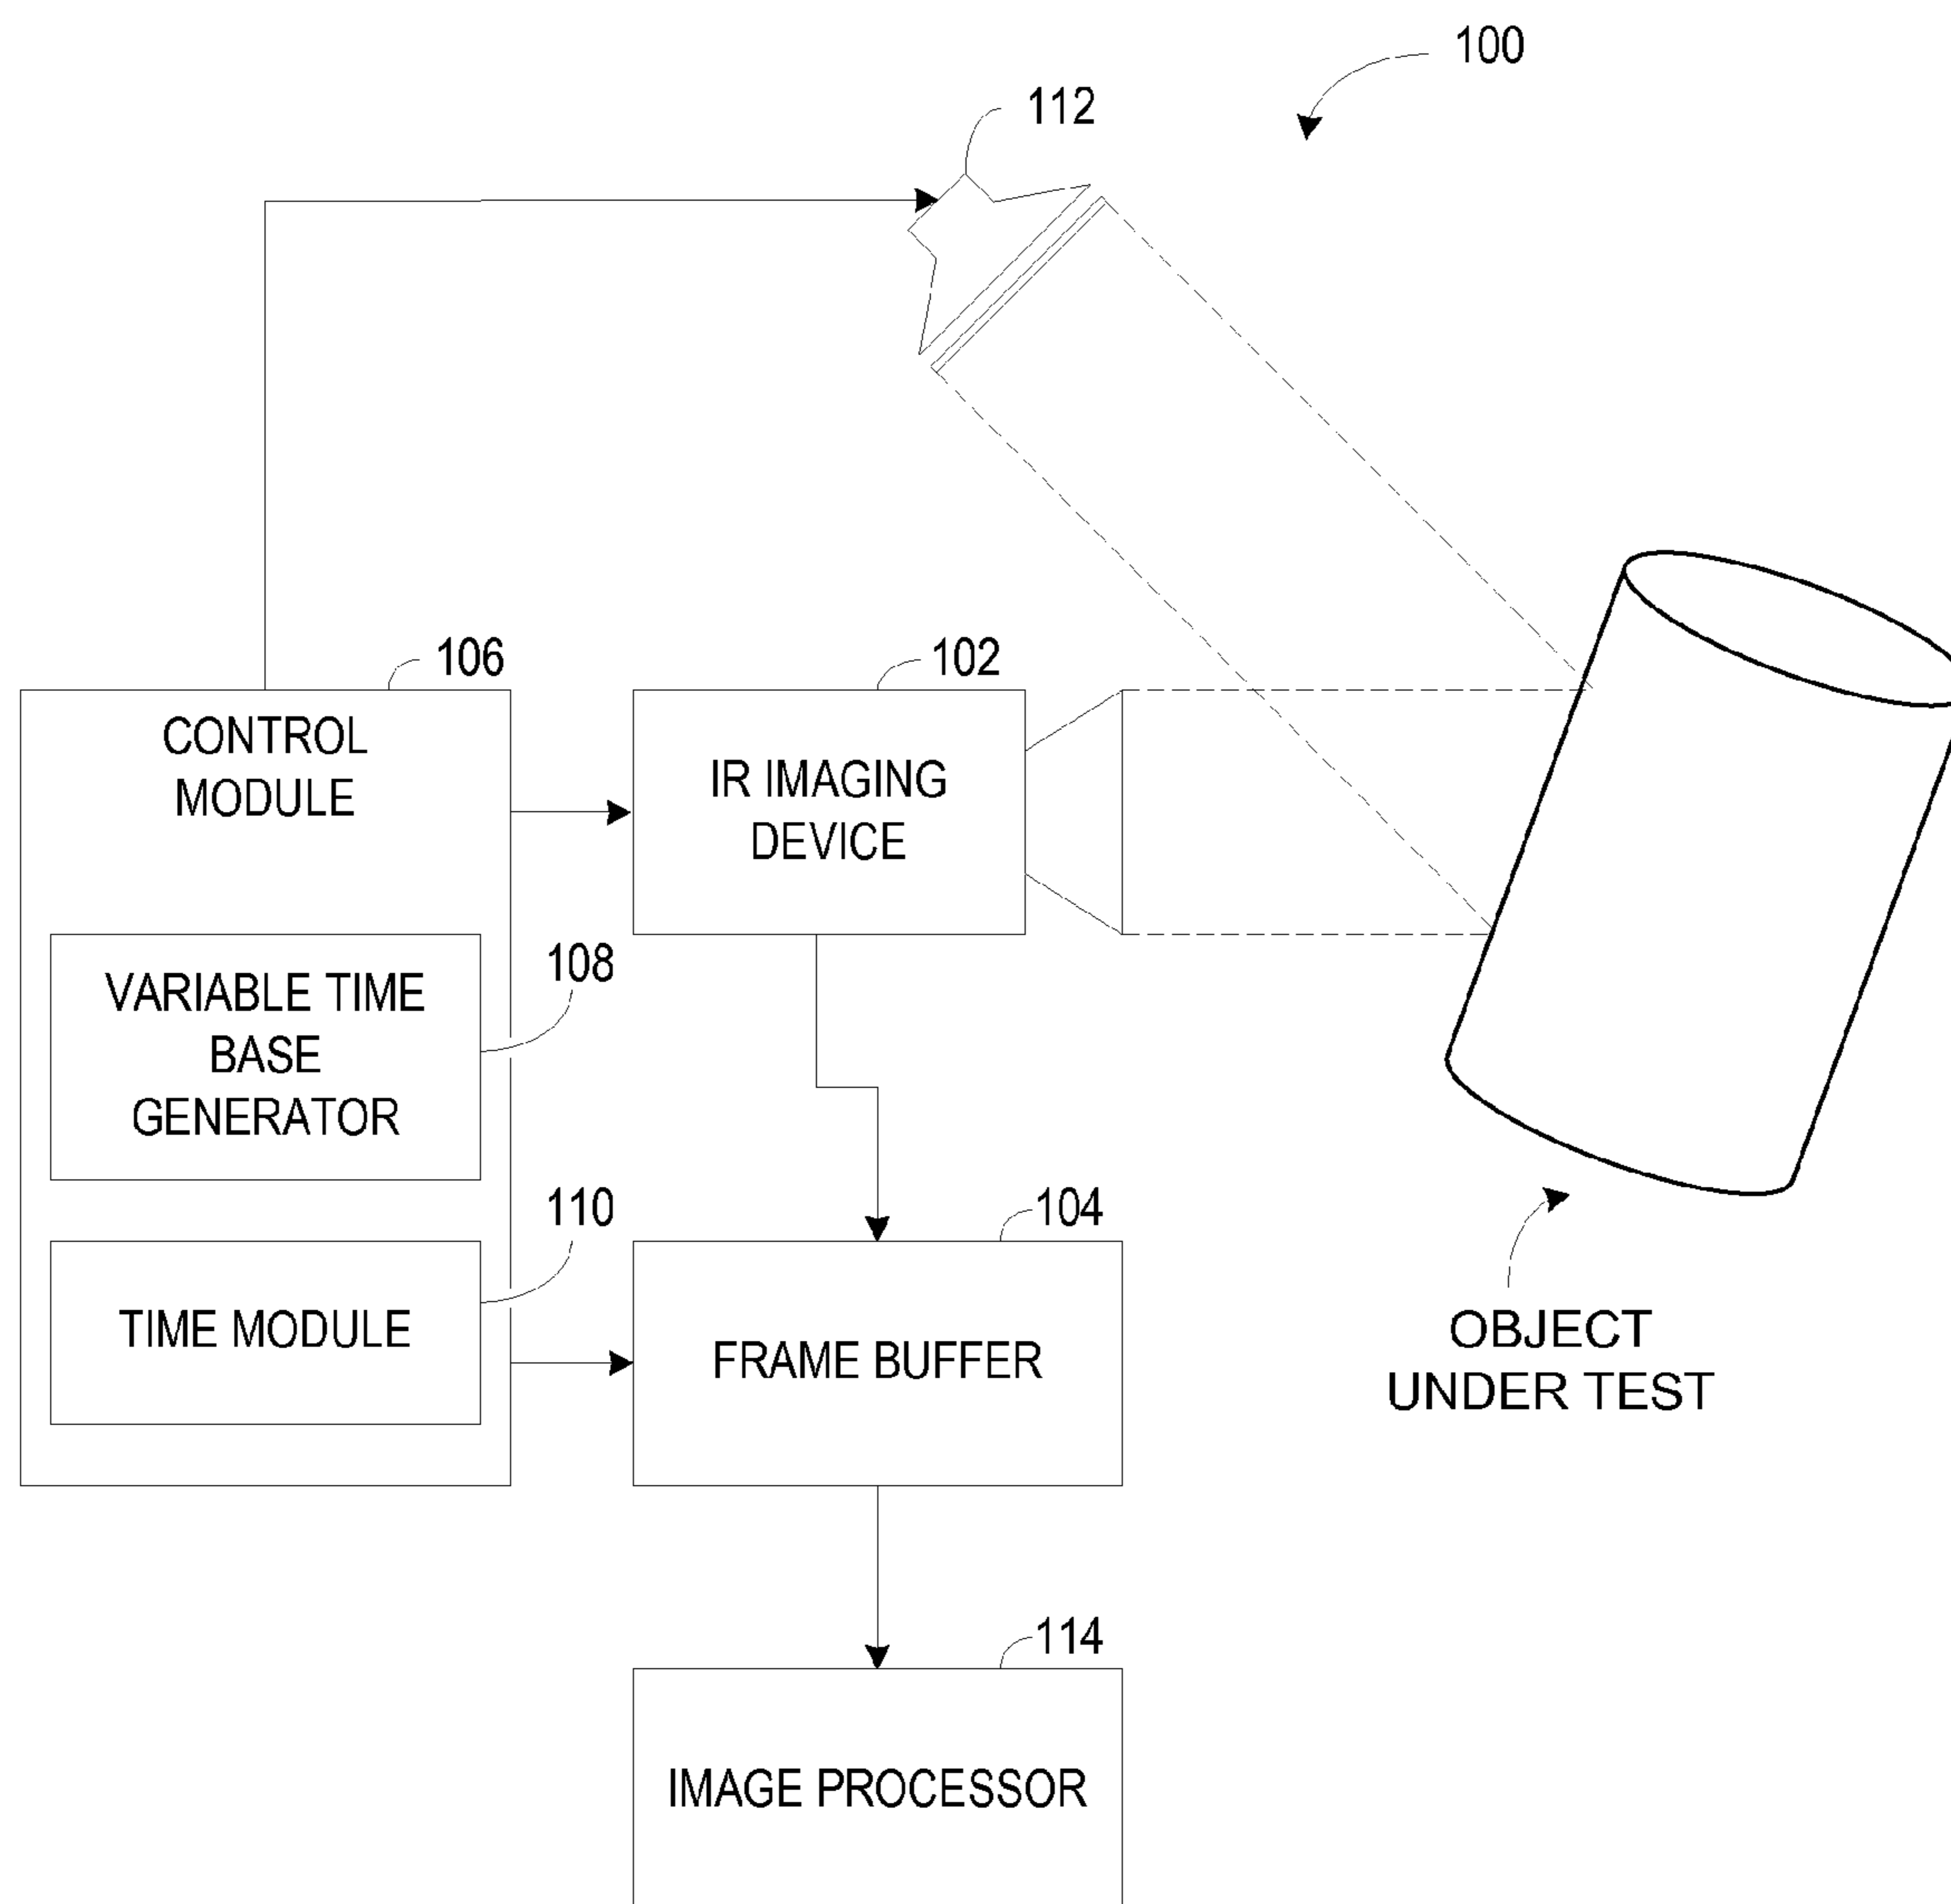 100
112
106
102
CONTROL
MODULE
IR IMAGING
DEVICE
108
VARIABLE TIME
BASE
GENERATOR
110
104
TIME MODULE
FRAME BUFFER
OBJECT
UNDER TEST
114
IMAGE PROCESSOR